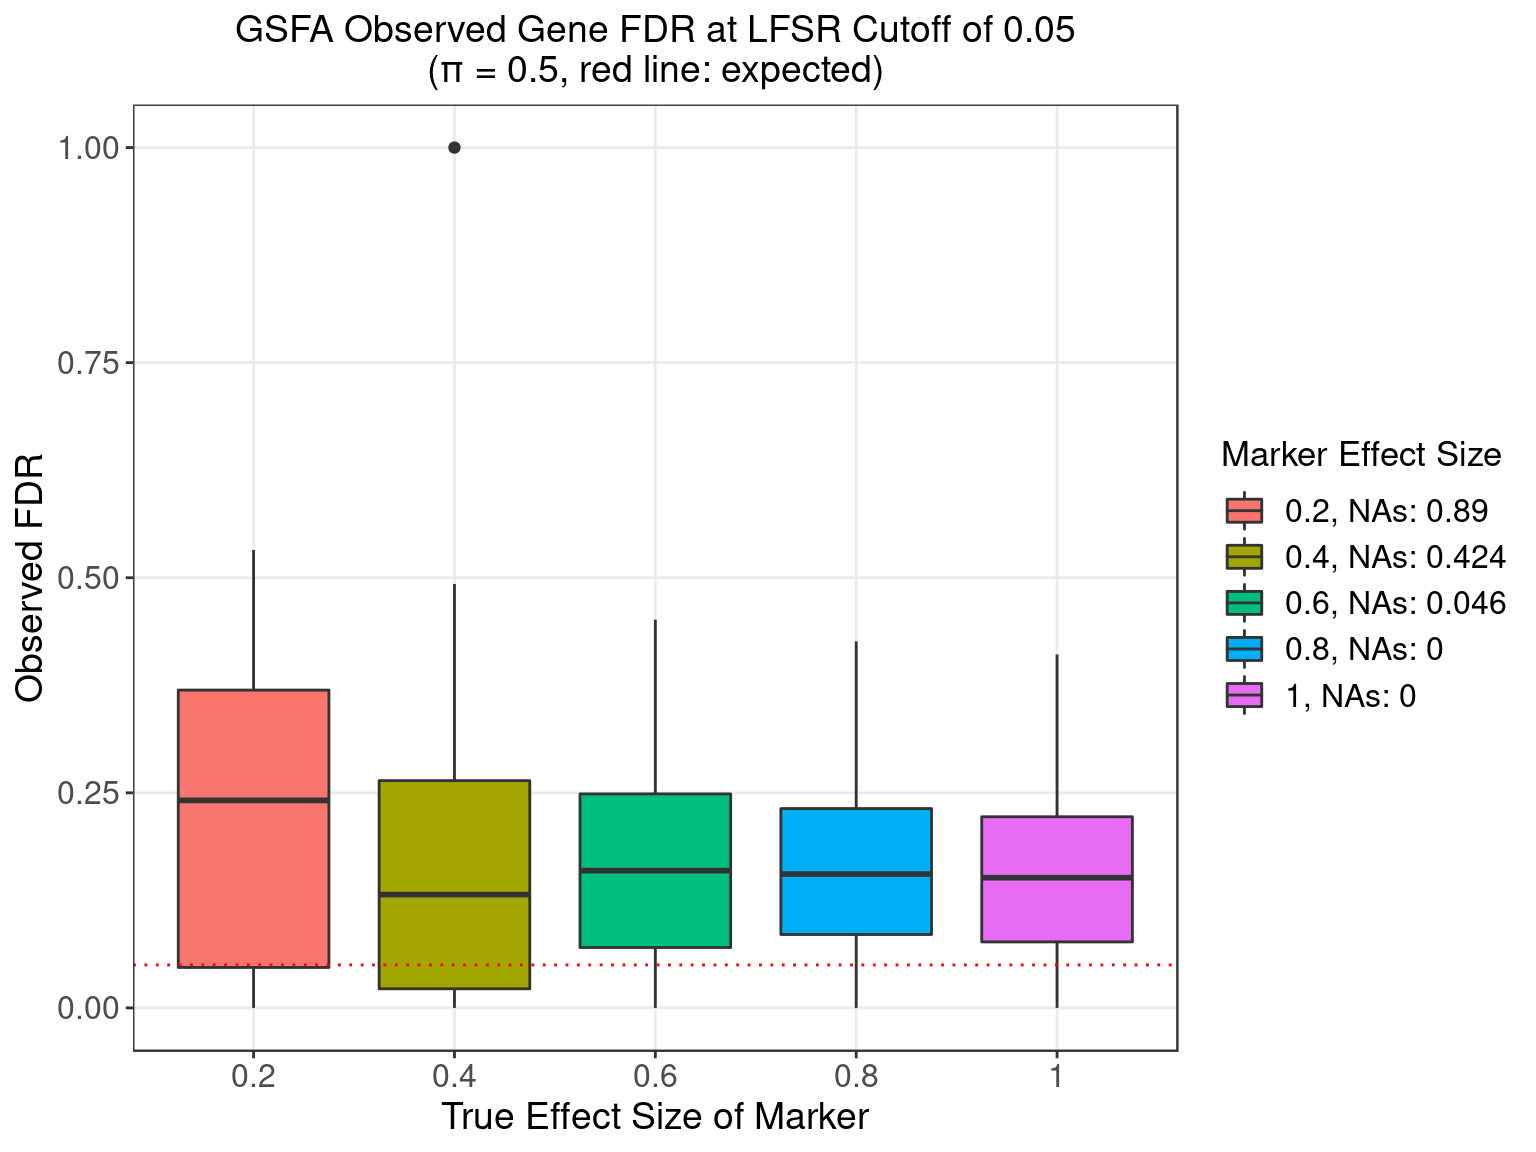 GSFA Observed Gene FDR at LFSR Cutoff of 0.05
(π = 0.5, red line: expected)
Observed FDR
1.00
0.75
0.50
0.25
0.00
0.2
0.4
0.6
0.8
1
True Effect Size of Marker
Marker Effect Size
0.2, NAs: 0.89
0.4, NAs: 0.424
0.6, NAs: 0.046
0.8, NAs: 0
1, NAs: 0